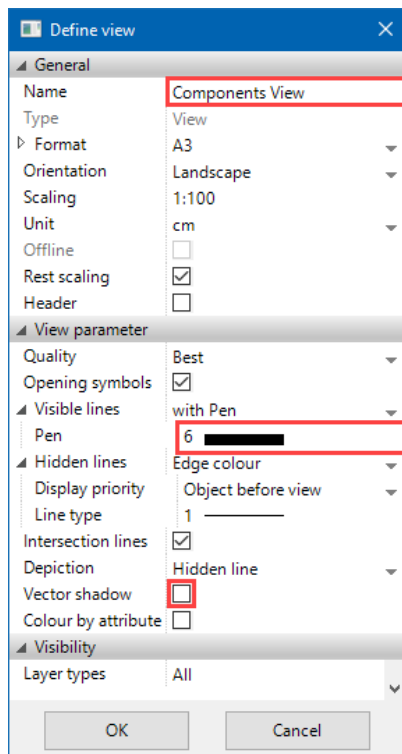 Define view
General
Name Components View
Type View
Format A3
Orientation Landscape
Scaling 1:100
Unit cm
Offline
Rest scaling
Header
View parameter
Quality Best
Opening symbols
Visible lines with Pen
Pen 6
Hidden lines Edge colour
Display priority Object before view
Line type 1
Intersection lines
Depiction Hidden line
Vector shadow
Colour by attribute
Visibility
Layer types All
OK Cancel